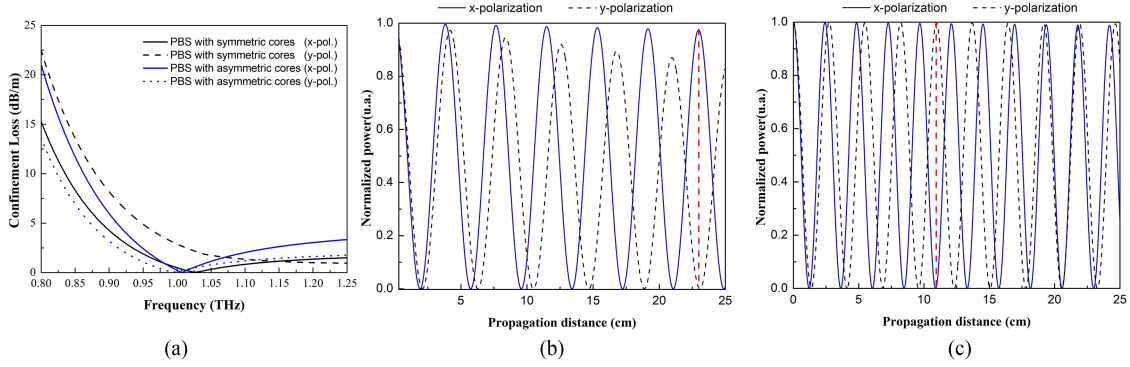 x-polarization y-polarization
x-polarization y-polarization
25
20
15
10
5
0
Confinement Loss (dB/m)
PBS with symmetric cores (x-pol.)
PBS with symmetric cores (y-pol.)
PBS with asymmetric cores (x-pol.)
PBS with asymmetric cores (y-pol.)
0.80 0.85 0.90 0.95 1.00 1.05 1.10 1.15 1.20 1.25
Frequency (THz)
(a)
1.0
0.8
0.6
0.4
0.2
0.0
Normalized power(u.a.)
5 10 15 20 25
Propagation distance (cm)
(b)
1.0
0.8
0.6
0.4
0.2
0.0
Normalized power(u.a.)
0 5 10 15 20 25
Propagation distance (cm)
(c)